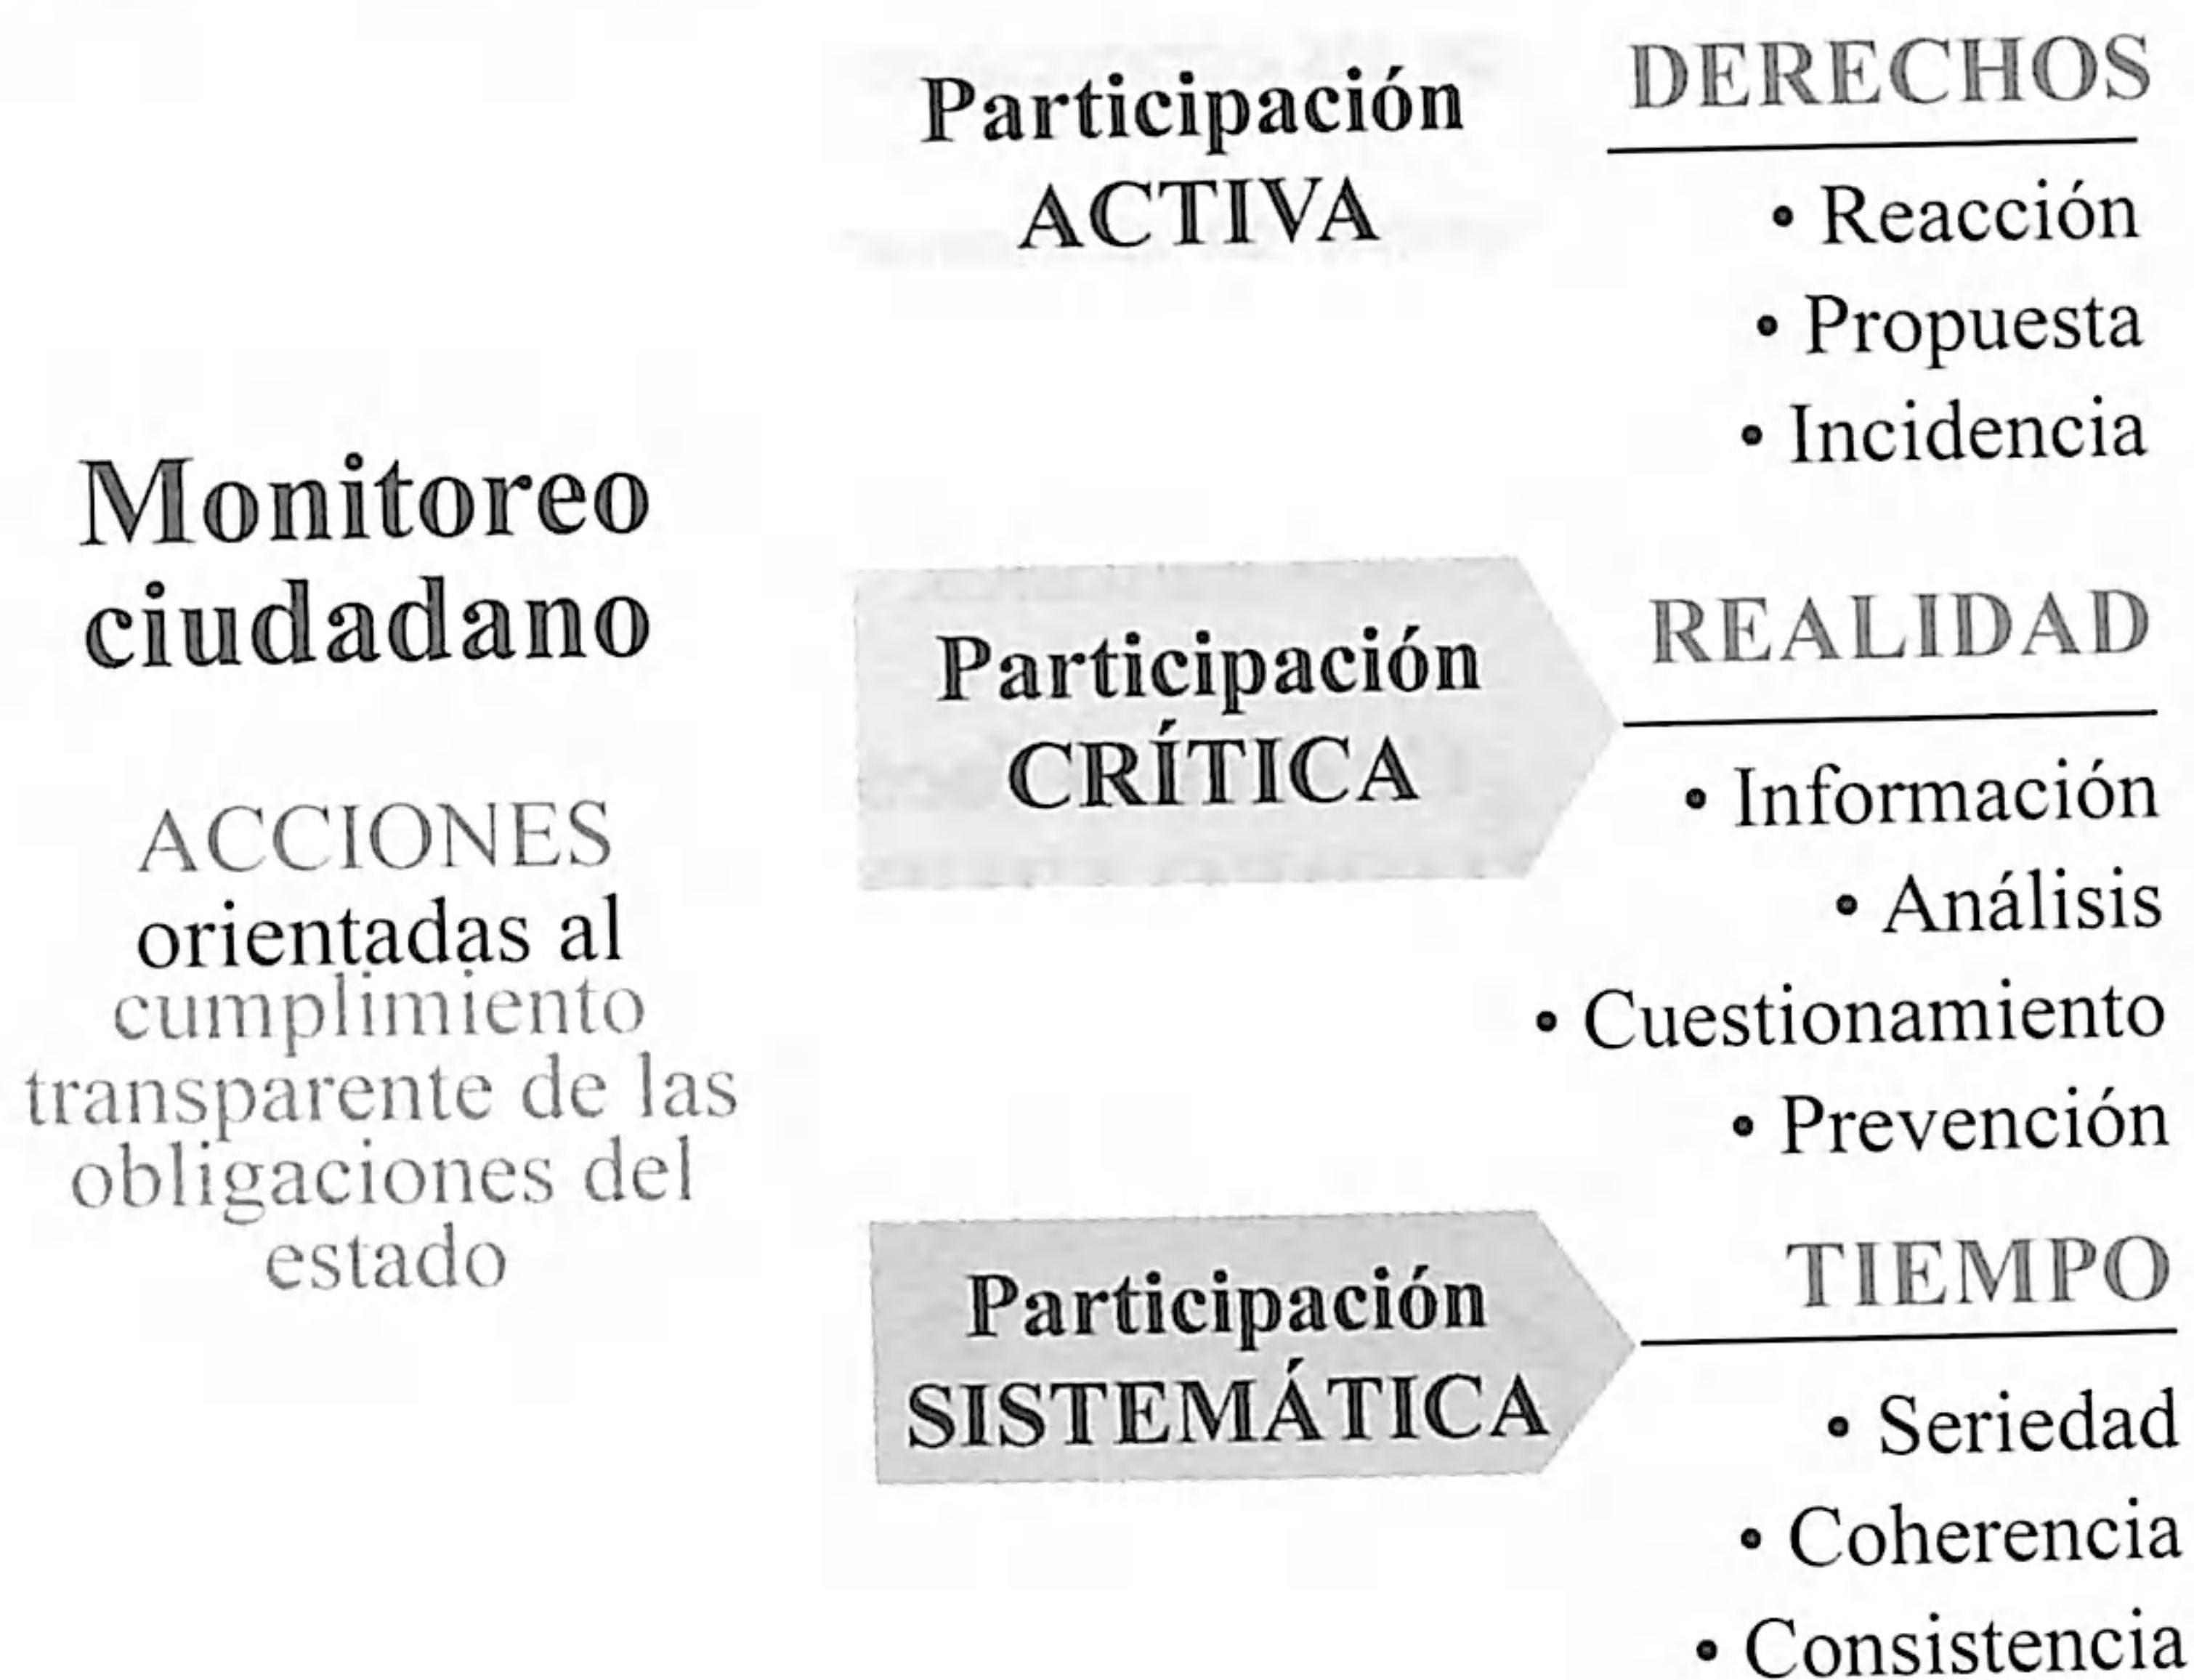 Monitoreo
ciudadano
ACCIONES
orientadas al
cumplimiento
transparente de las
obligaciones del
estado
Participación
ACTIVA
DERECHOS
• Reacción
• Propuesta
• Incidencia
Participación
CRÍTICA
REALIDAD
• Información
• Análisis
• Cuestionamiento
• Prevención
Participación
SISTEMÁTICA
TIEMPO
• Seriedad
• Coherencia
• Consistencia